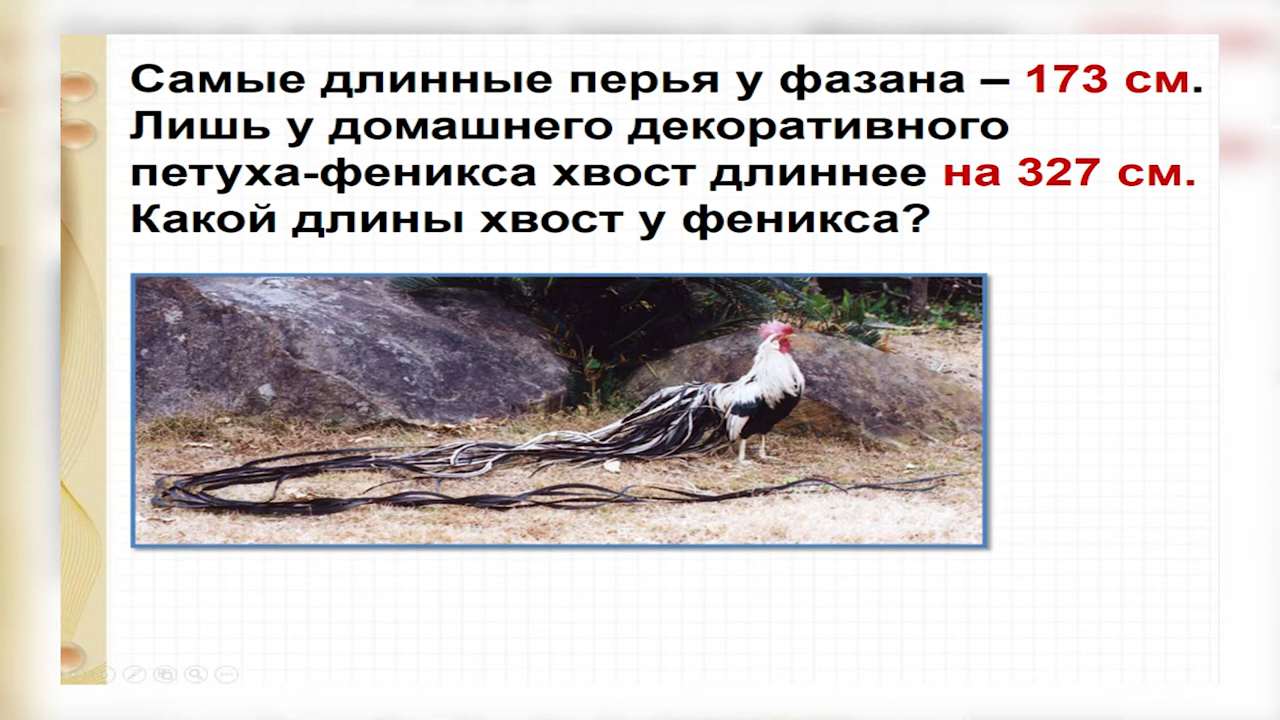 Самые длинные перья у фазана – 173 см.
Лишь у домашнего декоративного
петуха-феникса хвост длиннее на 327 см.
Какой длины хвост у феникса?